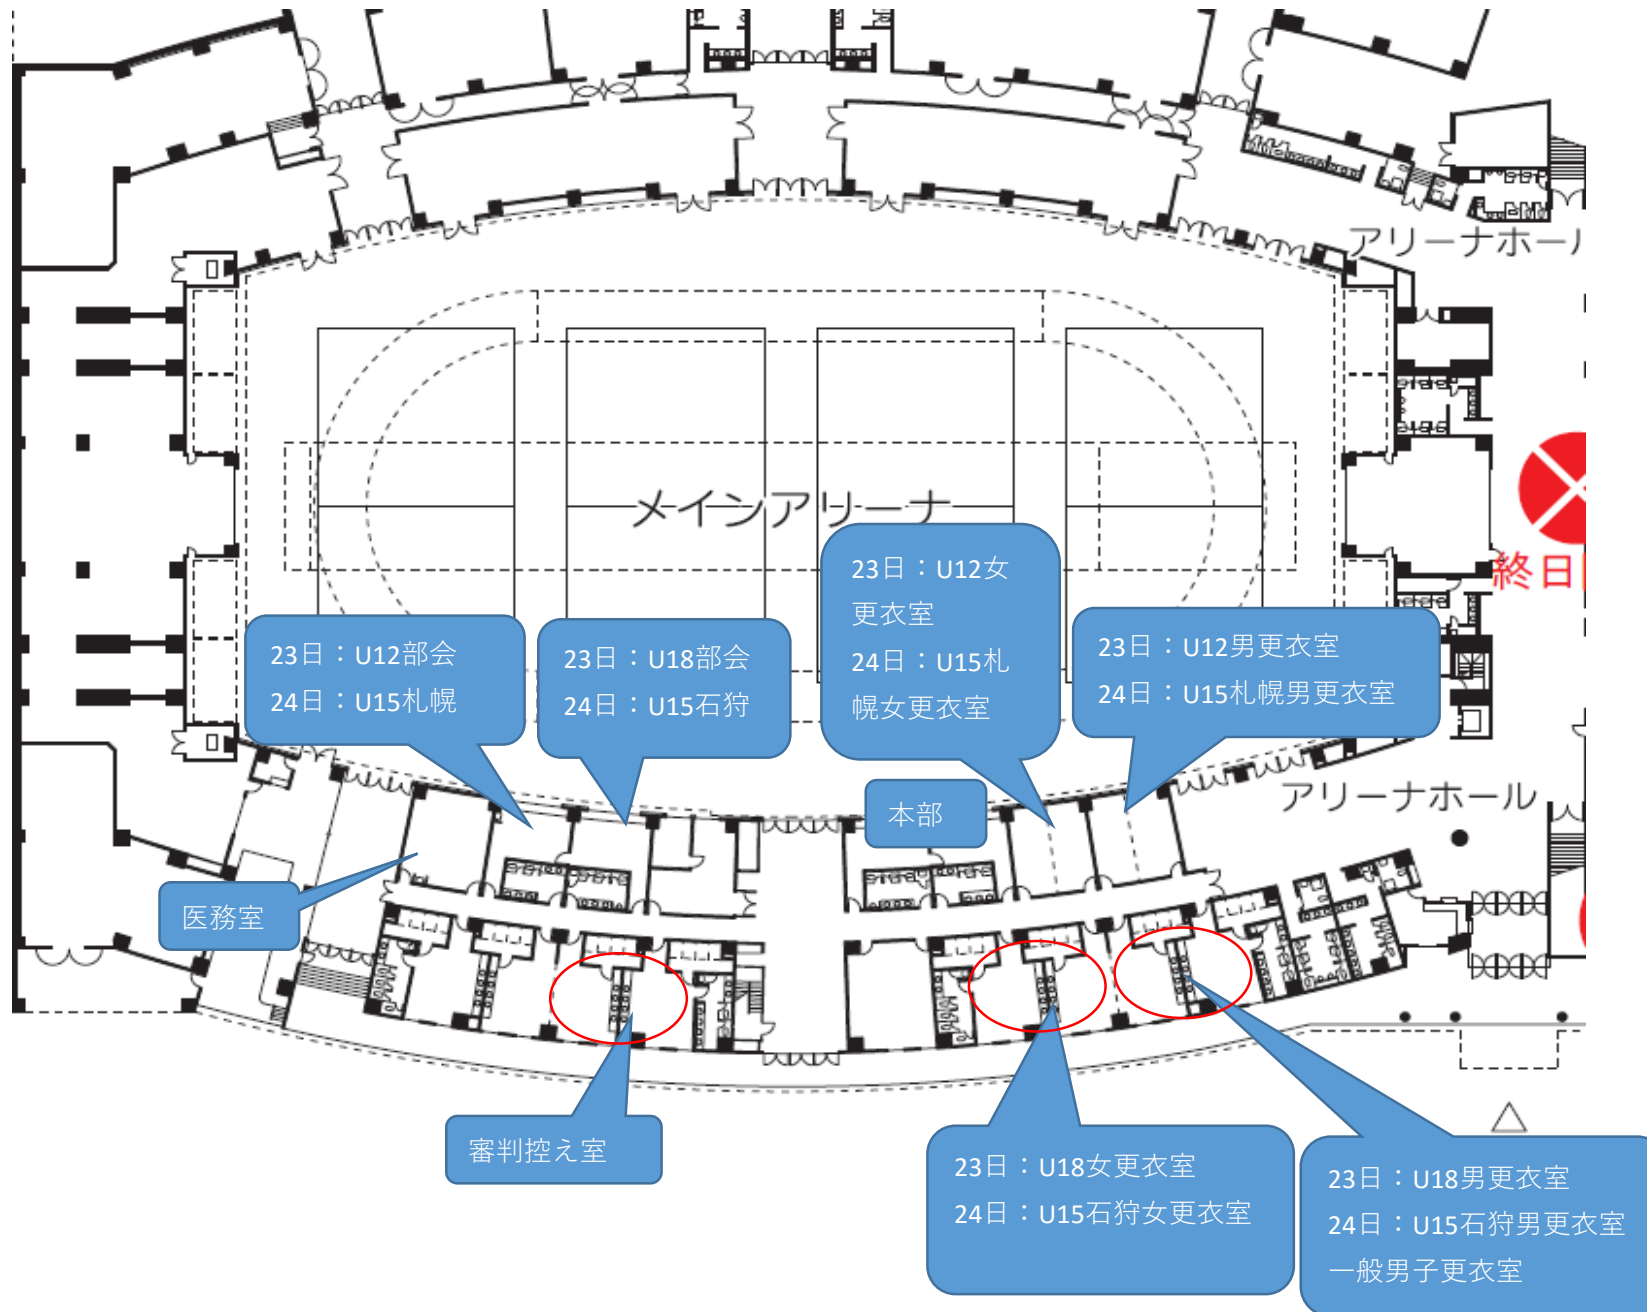 アリーナホール
メインアリーナ
終日
23日：U12女
更衣室
24日：U15札
幌女更衣室
23日：U12部会
24日：U15札幌
23日：U18部会
24日：U15石狩
23日：U12男更衣室
24日：U15札幌男更衣室
本部
アリーナホール
医務室
審判控え室
23日：U18女更衣室
24日：U15石狩女更衣室
23日：U18男更衣室
24日：U15石狩男更衣室
一般男子更衣室